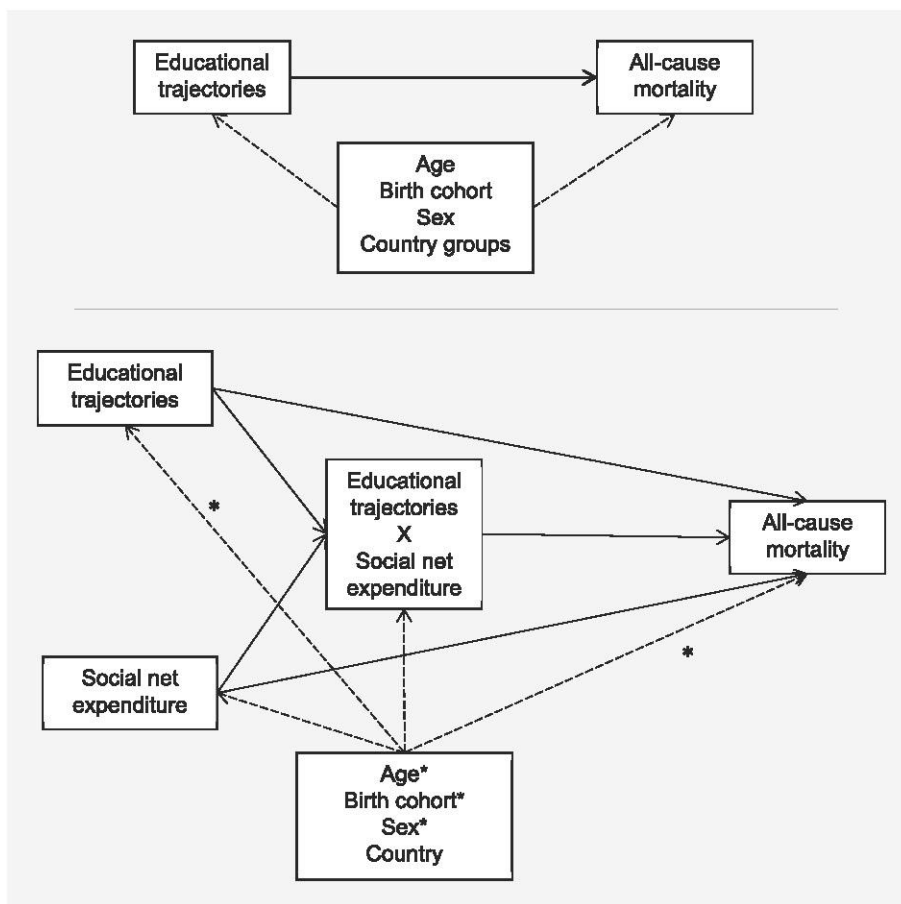 Educational
trajectories
All-cause
mortality
Age
Birth cohort
Sex
Country groups
Educational
trajectories
*
Educational
trajectories
X
Social net
expenditure
All-cause
mortality
*
Social net
expenditure
Age*
Birth cohort*
Sex*
Country